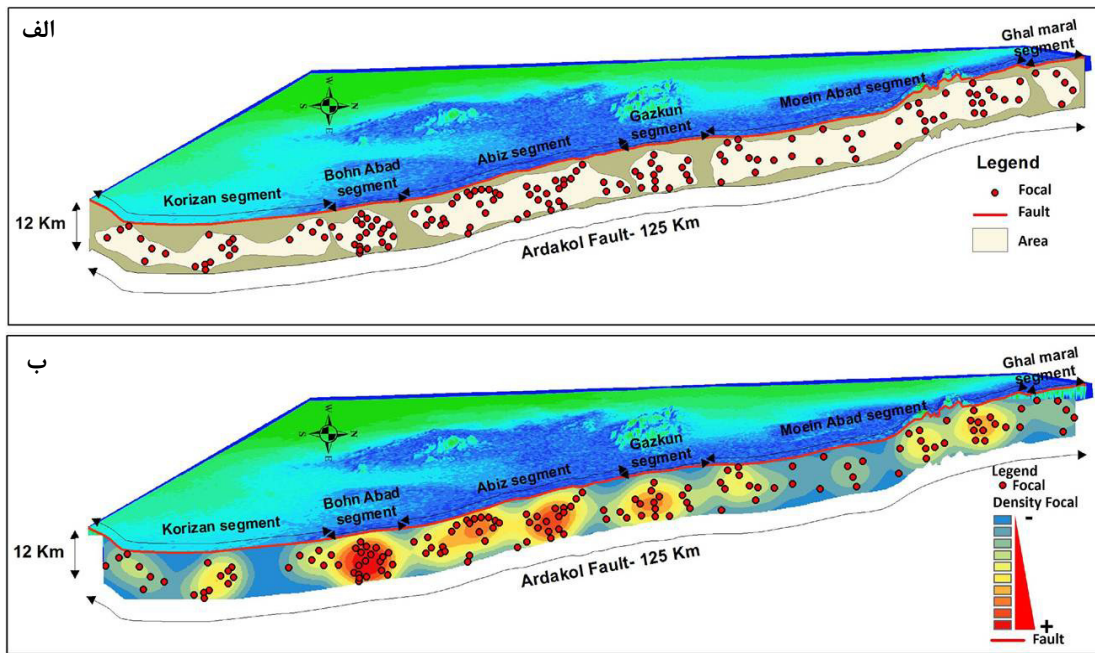 الف
Ghal maral
segment
Moein Abad segment
Gazkun
segment
Abiz segment
Bohn Abad
segment
Korizan segment
W
N
S
E
12 Km
Ardakol Fault- 125 Km
Legend
Focal
Fault
Area
ب
Ghal maral
segment
Moein Abad segment
Gazkun
segment
Abiz segment
Bohn Abad
segment
Korizan segment
W
N
S
E
12 Km
Ardakol Fault- 125 Km
Legend
Focal
Density Focal
-
+
Fault